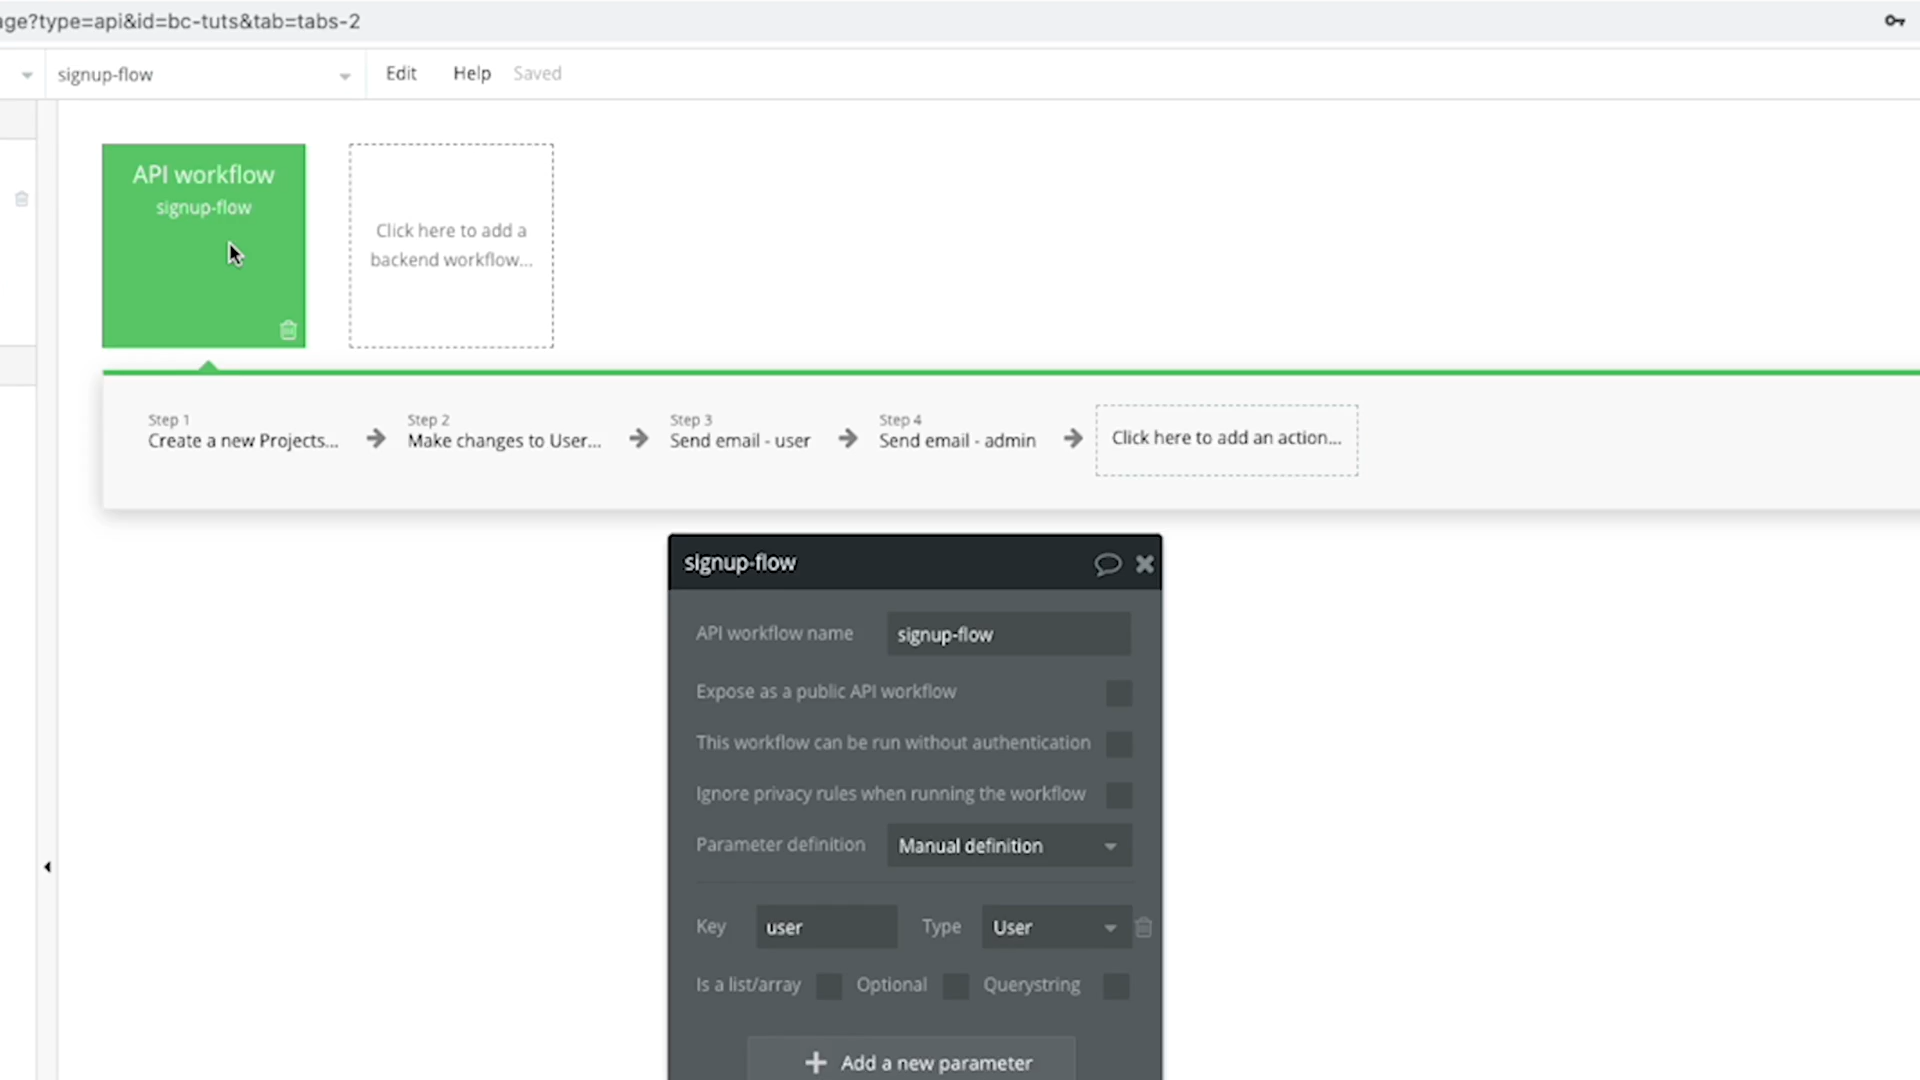 age?type=api&id=bc-tuts&tab=tabs-2
signup-flow
Edit
Help
Saved
API workflow
signup-flow
Click here to add a
backend workflow...
Step 1
Create a new Projects...
Step 2
Make changes to User...
Step 3
Send email - user
Step 4
Send email - admin
Click here to add an action...
signup-flow
API workflow name
signup-flow
Expose as a public API workflow
This workflow can be run without authentication
Ignore privacy rules when running the workflow
Parameter definition
Manual definition
Key
user
Type
User
Is a list/array
Optional
Querystring
Add a new parameter